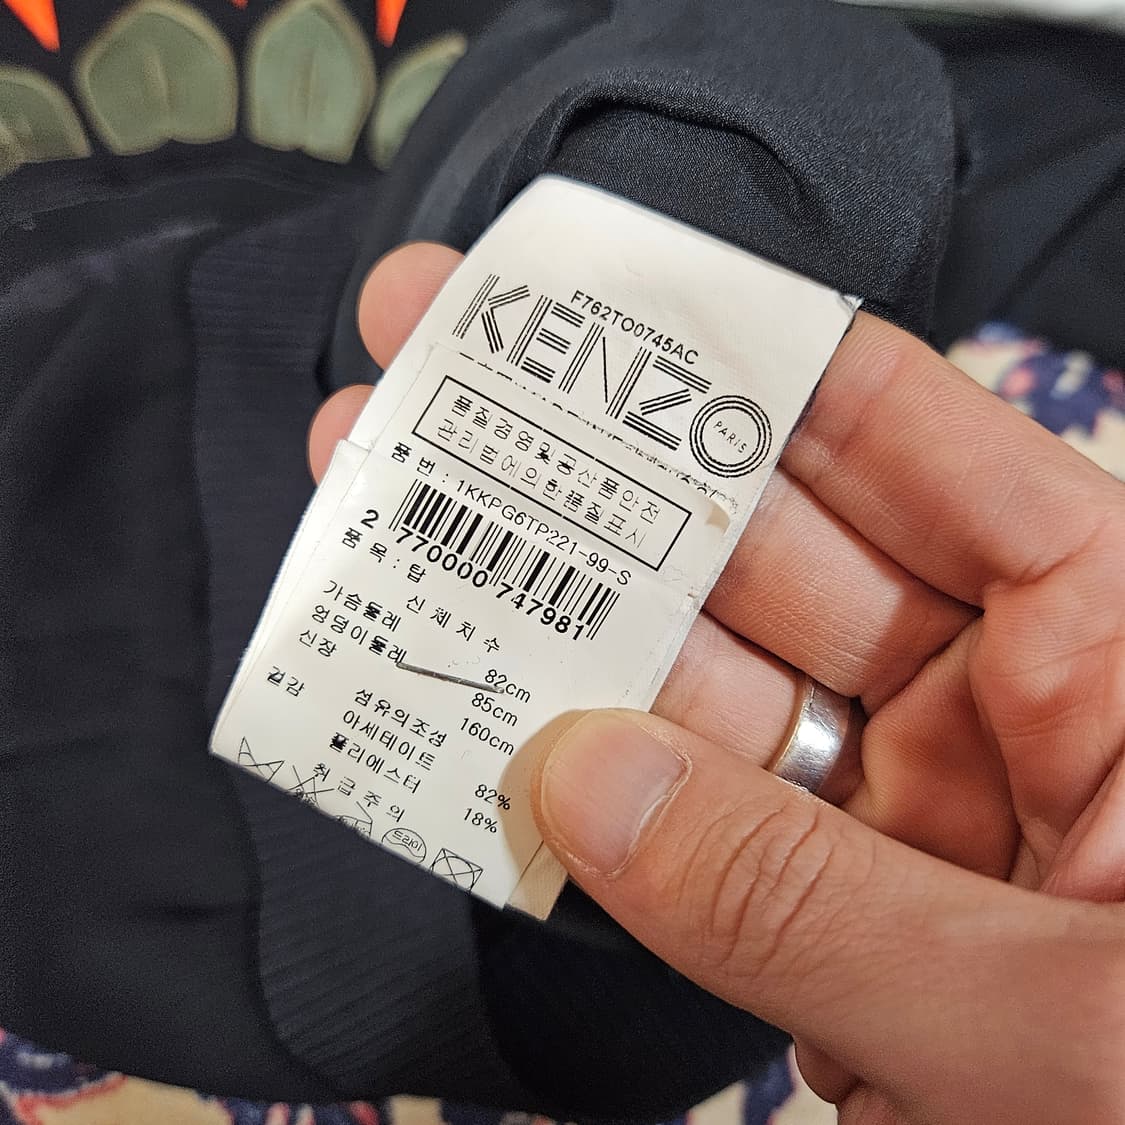 F762TO0745AC
KENZO
PARIS
품질경영및공산품안전
관리법에의한품질표시
품 번 : 1KKPG6TP221-99-S
2 770000 747981
품 목 : 탑
신 체 치 수
가슴둘레 82cm
엉덩이둘레 85cm
신장 160cm
겉감
섬유의조성
아세테이트 82%
폴리에스터 18%
취 급 주 의
드라이